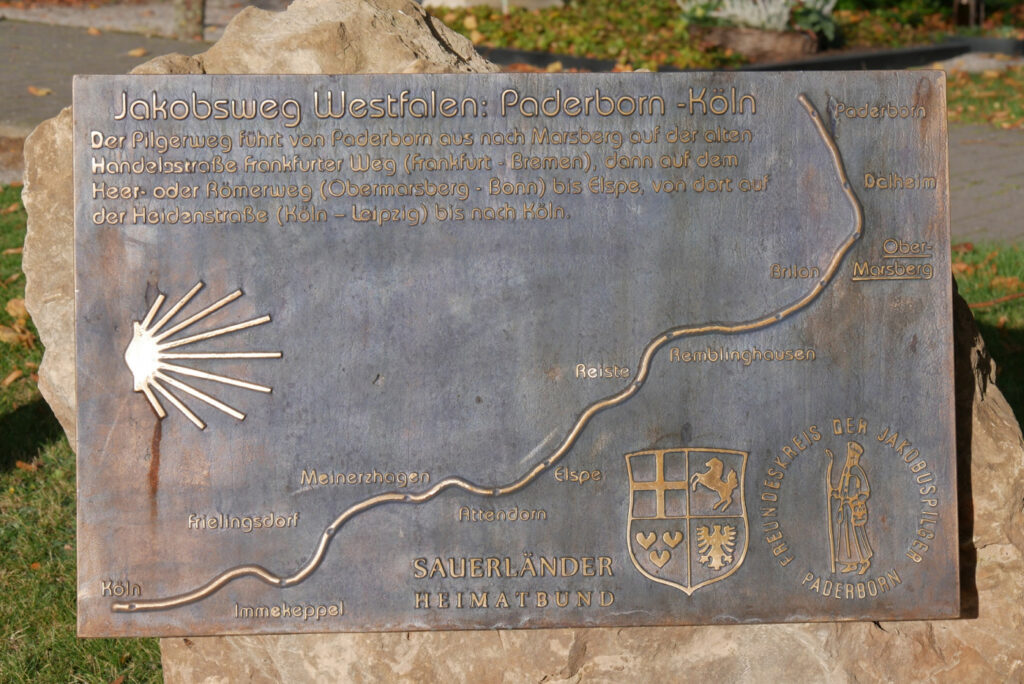 Jakobsweg Westfalen: Paderborn - Köln
Der Pilgerweg führt von Paderborn aus nach Marsberg auf der alten
Handelsstraße Frankfurter Weg (Frankfurt - Bremen), dann auf dem
Heer- oder Römerweg (Obermarsberg - Bonn) bis Elspe, von dort auf
der Heidenstraße (Köln – Leipzig) bis nach Köln.
Paderborn
Dalheim
Ober-
Marsberg
Brilon
Remblinghausen
Reiste
Elspe
Meinerzhagen
Attendorn
Frielingsdorf
Köln
Immekeppel
SAUERLÄNDER
HEIMATBUND
FREUNDESKREIS DER JAKOBUSPILGER
PADERBORN